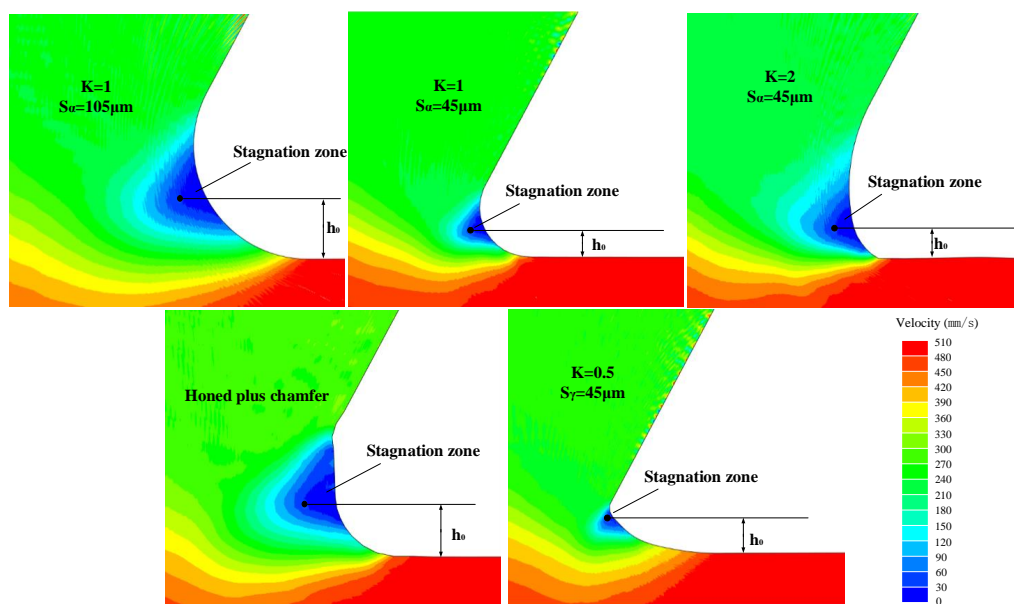 K=1
Sα=105μm
Stagnation zone
h₀
K=1
Sα=45μm
Stagnation zone
h₀
K=2
Sα=45μm
Stagnation zone
h₀
Honed plus chamfer
Stagnation zone
h₀
K=0.5
Sγ=45μm
Stagnation zone
h₀
Velocity (mm/s)
510
480
450
420
390
360
330
300
270
240
210
180
150
120
90
60
30
0